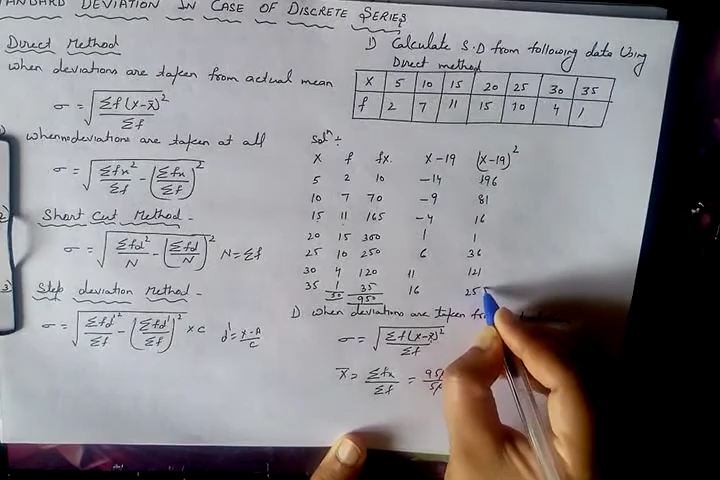 STANDARD DEVIATION IN CASE OF DISCRETE SERIES
Direct Method
when deviations are taken from actual mean
σ = √(Σf(x-x̄)² / Σf)
when no deviations are taken at all
σ = √(Σfx²/Σf - (Σfx/Σf)²)
2) Short Cut Method -
σ = √(Σfd²/N - (Σfd/N)²) N = Σf
3) Step deviation Method -
σ = √(Σfd'²/Σf - (Σfd'/Σf)²) × c d' = x-A/c
1) Calculate S.D from following data Using
Direct method
X 5 10 15 20 25 30 35
f 2 7 11 15 10 4 1
Solⁿ ÷
X f fx. X-19 (X-19)²
5 2 10 -14 196
10 7 70 -9 81
15 11 165 -4 16
20 15 300 1 1
25 10 250 6 36
30 4 120 11 121
35 1 35 16 25
50 950
1) when deviations are taken
σ = √(Σf(x-x̄)² / Σf)
X̄ = Σfx/Σf = 95